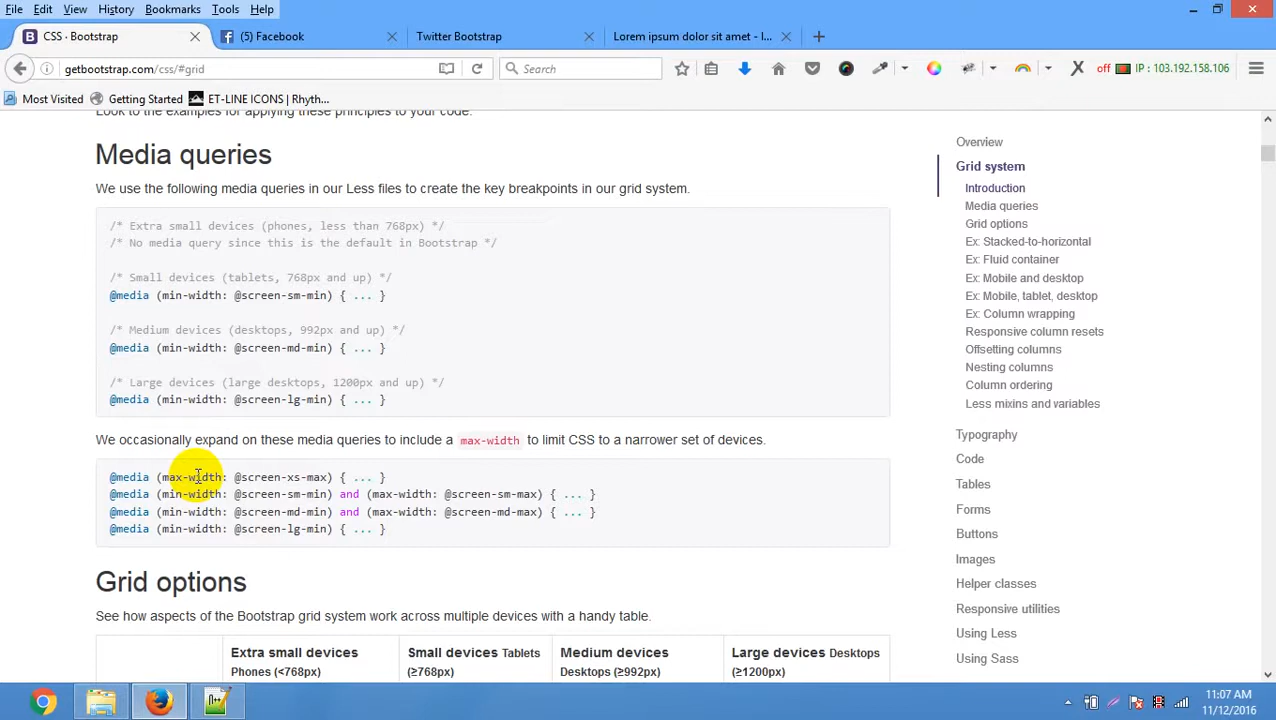 File Edit View History Bookmarks Tools Help
CSS · Bootstrap
(5) Facebook
Twitter Bootstrap
Lorem ipsum dolor sit amet - l...
getbootstrap.com/css/#grid
Search
off
IP : 103.192.158.106
Most Visited
Getting Started
ET-LINE ICONS | Rhyth...
Look to the examples for applying these principles to your code.
Media queries
We use the following media queries in our Less files to create the key breakpoints in our grid system.
/* Extra small devices (phones, less than 768px) */
/* No media query since this is the default in Bootstrap */
/* Small devices (tablets, 768px and up) */
@media (min-width: @screen-sm-min) { ... }
/* Medium devices (desktops, 992px and up) */
@media (min-width: @screen-md-min) { ... }
/* Large devices (large desktops, 1200px and up) */
@media (min-width: @screen-lg-min) { ... }
We occasionally expand on these media queries to include a max-width to limit CSS to a narrower set of devices.
@media (max-width: @screen-xs-max) { ... }
@media (min-width: @screen-sm-min) and (max-width: @screen-sm-max) { ... }
@media (min-width: @screen-md-min) and (max-width: @screen-md-max) { ... }
@media (min-width: @screen-lg-min) { ... }
Grid options
See how aspects of the Bootstrap grid system work across multiple devices with a handy table.
Extra small devices
Phones (<768px)
Small devices Tablets
(≥768px)
Medium devices
Desktops (≥992px)
Large devices Desktops
(≥1200px)
Overview
Grid system
Introduction
Media queries
Grid options
Ex: Stacked-to-horizontal
Ex: Fluid container
Ex: Mobile and desktop
Ex: Mobile, tablet, desktop
Ex: Column wrapping
Responsive column resets
Offsetting columns
Nesting columns
Column ordering
Less mixins and variables
Typography
Code
Tables
Forms
Buttons
Images
Helper classes
Responsive utilities
Using Less
Using Sass
11:07 AM
11/12/2016